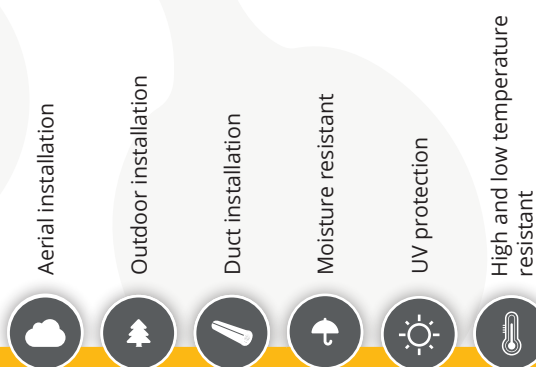 Aerial installation
Outdoor installation
Duct installation
Moisture resistant
UV protection
High and low temperature
resistant